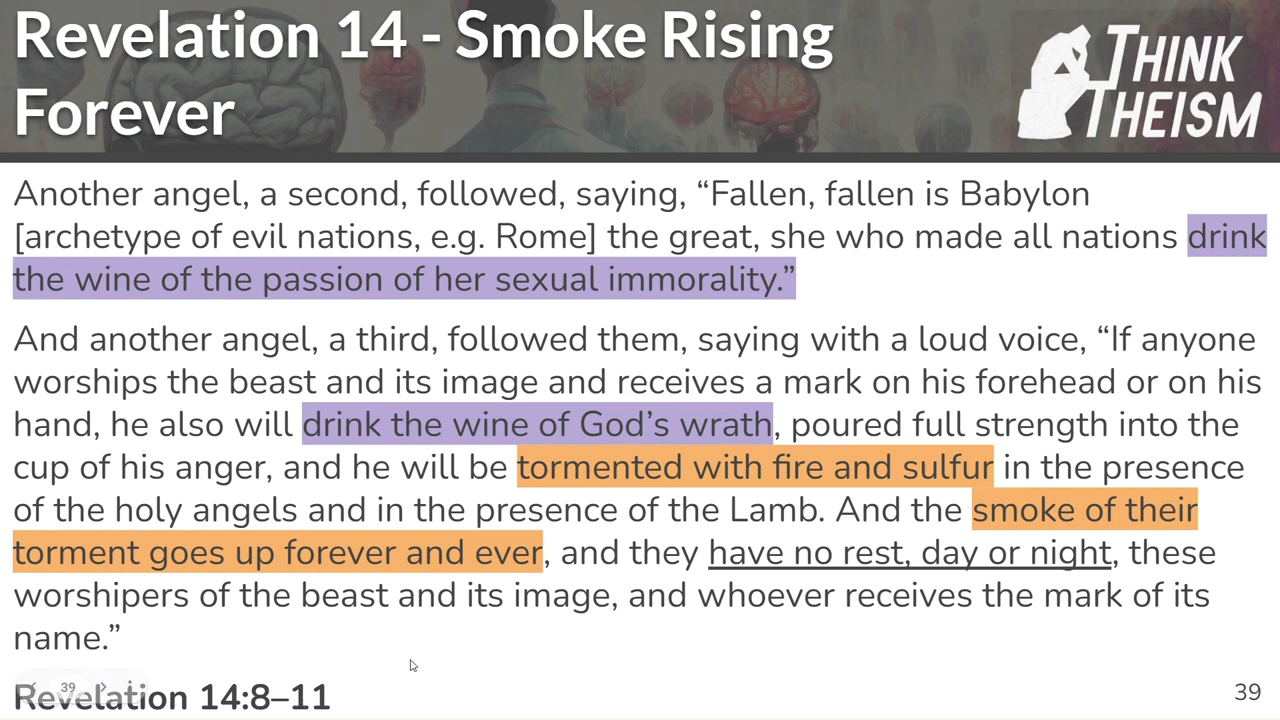 Revelation 14 - Smoke Rising
Forever
THINK
THEISM
Another angel, a second, followed, saying, “Fallen, fallen is Babylon
[archetype of evil nations, e.g. Rome] the great, she who made all nations drink
the wine of the passion of her sexual immorality.”
And another angel, a third, followed them, saying with a loud voice, “If anyone
worships the beast and its image and receives a mark on his forehead or on his
hand, he also will drink the wine of God’s wrath, poured full strength into the
cup of his anger, and he will be tormented with fire and sulfur in the presence
of the holy angels and in the presence of the Lamb. And the smoke of their
torment goes up forever and ever, and they have no rest, day or night, these
worshipers of the beast and its image, and whoever receives the mark of its
name.”
39
Revelation 14:8–11
39